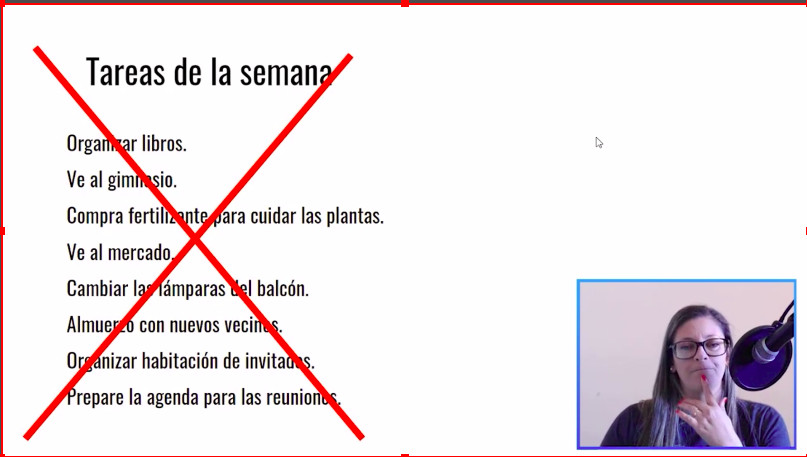 Tareas de la semana
Organizar libros.
Ve al gimnasio.
Compra fertilizante para cuidar las plantas.
Ve al mercado.
Cambiar las lámparas del balcón.
Almuerzo con nuevos vecinos.
Organizar habitación de invitados.
Prepare la agenda para las reuniones.